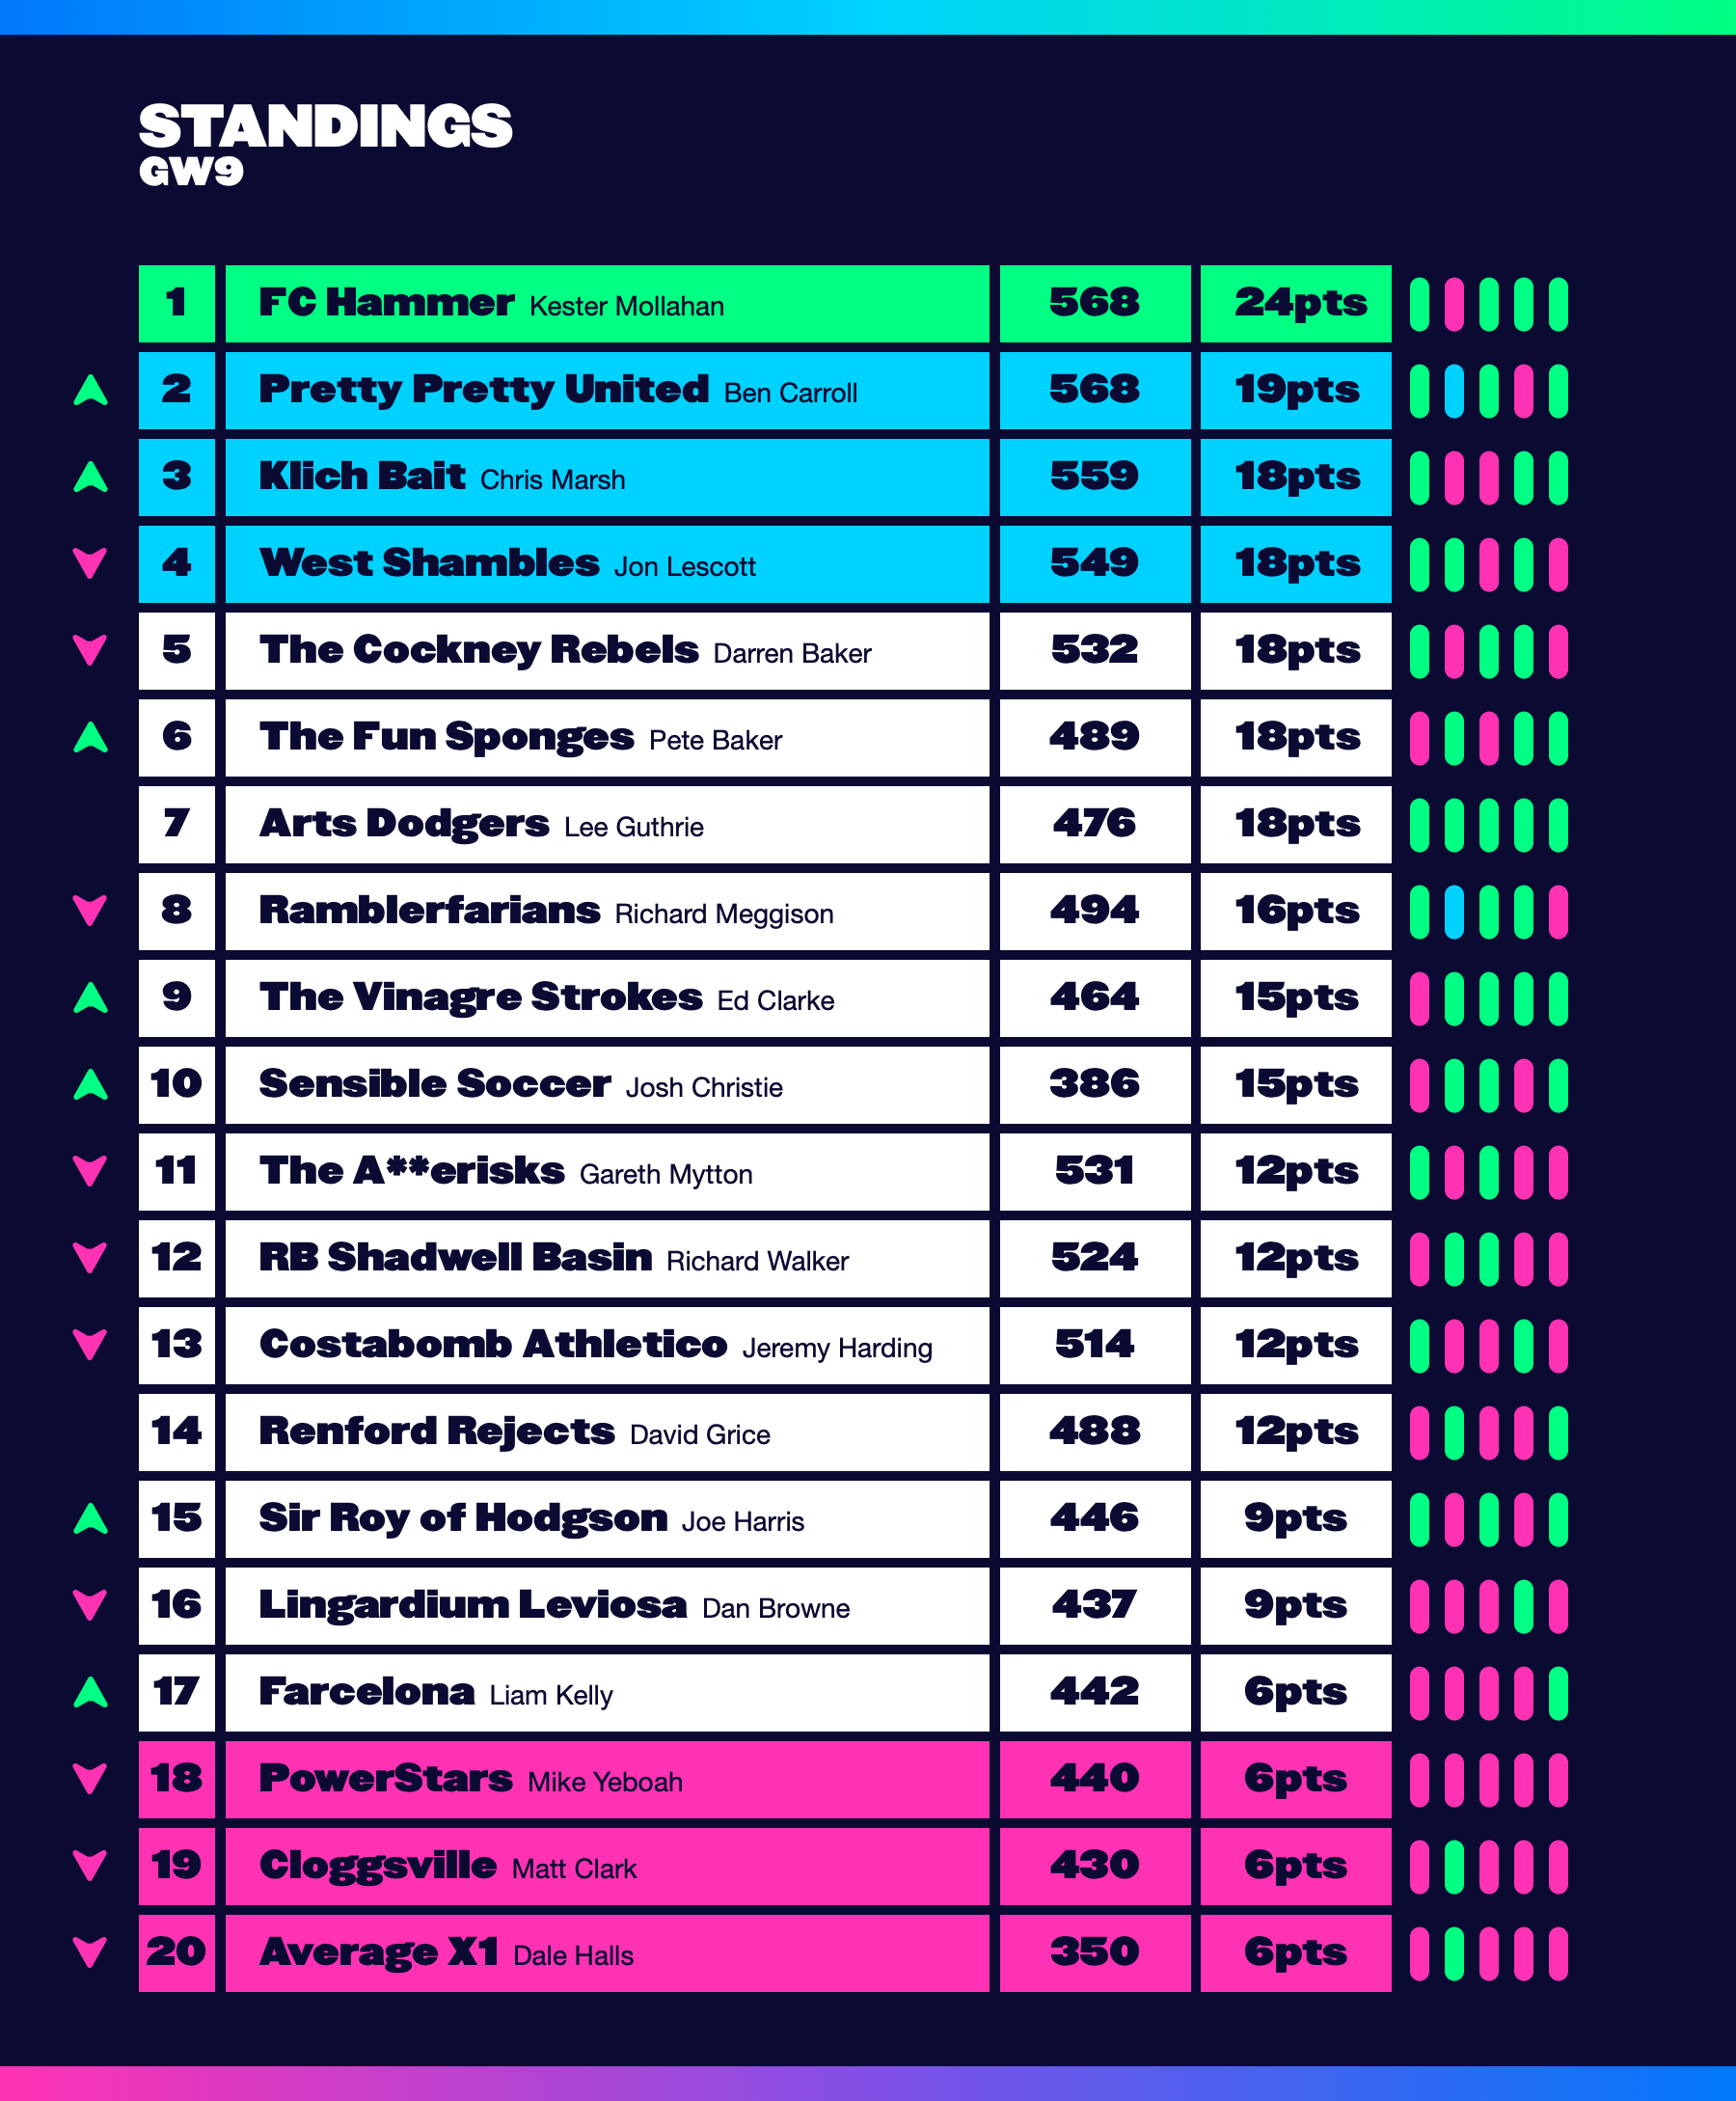 STANDINGS
GW9
1 FC Hammer Kester Mollahan 568 24pts
2 Pretty Pretty United Ben Carroll 568 19pts
3 Klich Bait Chris Marsh 559 18pts
4 West Shambles Jon Lescott 549 18pts
5 The Cockney Rebels Darren Baker 532 18pts
6 The Fun Sponges Pete Baker 489 18pts
7 Arts Dodgers Lee Guthrie 476 18pts
8 Ramblerfarians Richard Meggison 494 16pts
9 The Vinagre Strokes Ed Clarke 464 15pts
10 Sensible Soccer Josh Christie 386 15pts
11 The A**erisks Gareth Mytton 531 12pts
12 RB Shadwell Basin Richard Walker 524 12pts
13 Costabomb Athletico Jeremy Harding 514 12pts
14 Renford Rejects David Grice 488 12pts
15 Sir Roy of Hodgson Joe Harris 446 9pts
16 Lingardium Leviosa Dan Browne 437 9pts
17 Farcelona Liam Kelly 442 6pts
18 PowerStars Mike Yeboah 440 6pts
19 Cloggsville Matt Clark 430 6pts
20 Average X1 Dale Halls 350 6pts